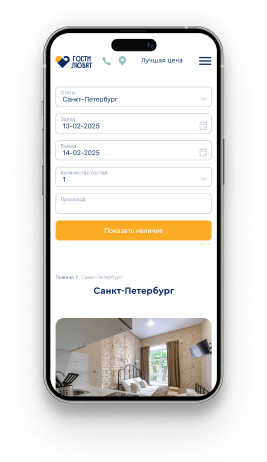 ГОСТИ
ЛЮБЯТ
Лучшая цена
Отель
Санкт-Петербург
Заезд
13-02-2025
Выезд
14-02-2025
Количество гостей
1
Промокод
Показать наличие
Главная / Санкт-Петербург
Санкт-Петербург